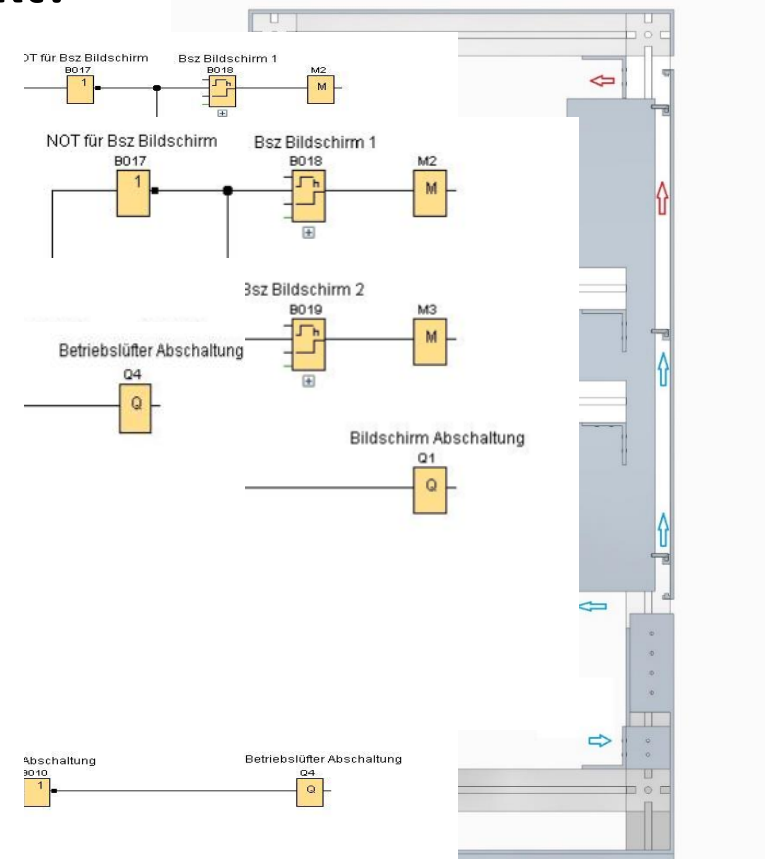 NOT für Bsz Bildschirm Bsz Bildschirm 1
B017 B018 M2
1 M
NOT für Bsz Bildschirm Bsz Bildschirm 1
B017 B018 M2
1 M
Bsz Bildschirm 2
B019 M3
M
Betriebslüfter Abschaltung
Q4
Q
Bildschirm Abschaltung
Q1
Q
Abschaltung Betriebslüfter Abschaltung
B010 Q4
1 Q